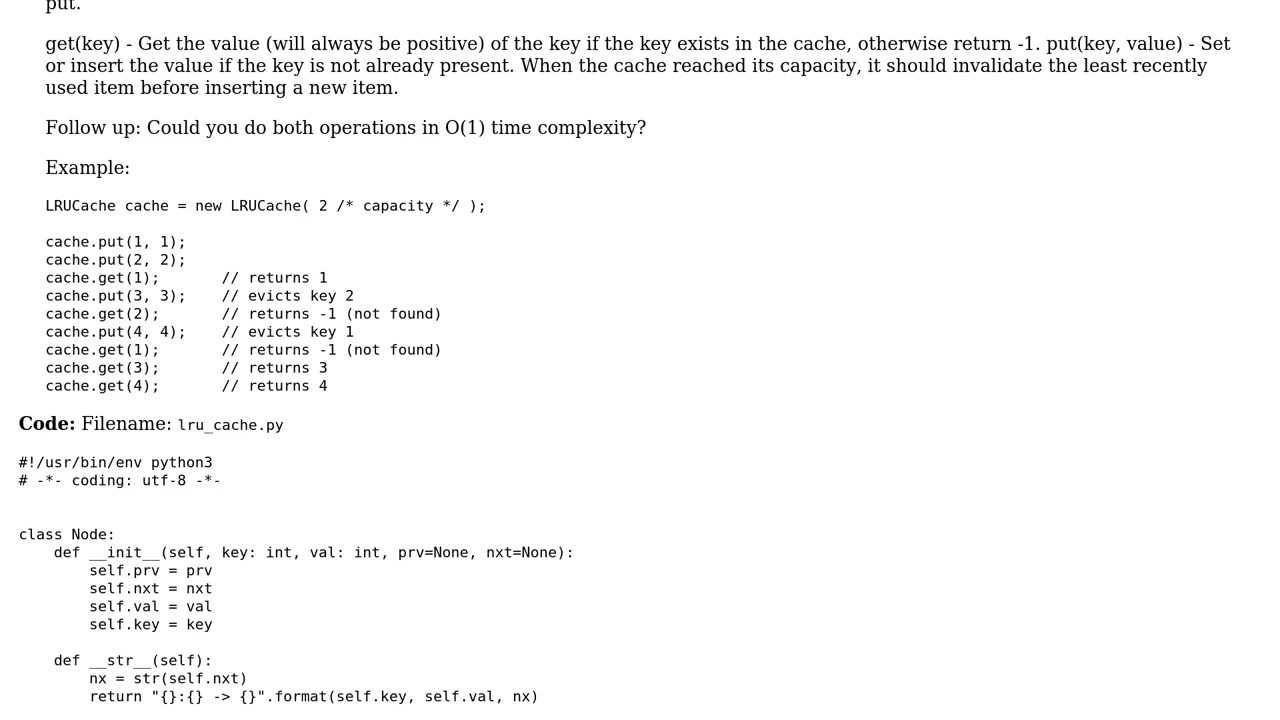 put.
get(key) - Get the value (will always be positive) of the key if the key exists in the cache, otherwise return -1. put(key, value) - Set
or insert the value if the key is not already present. When the cache reached its capacity, it should invalidate the least recently
used item before inserting a new item.
Follow up: Could you do both operations in O(1) time complexity?
Example:
LRUCache cache = new LRUCache( 2 /* capacity */ );
cache.put(1, 1);
cache.put(2, 2);
cache.get(1);       // returns 1
cache.put(3, 3);    // evicts key 2
cache.get(2);       // returns -1 (not found)
cache.put(4, 4);    // evicts key 1
cache.get(1);       // returns -1 (not found)
cache.get(3);       // returns 3
cache.get(4);       // returns 4
Code: Filename: lru_cache.py
#!/usr/bin/env python3
# -*- coding: utf-8 -*-
class Node:
    def __init__(self, key: int, val: int, prv=None, nxt=None):
        self.prv = prv
        self.nxt = nxt
        self.val = val
        self.key = key
    def __str__(self):
        nx = str(self.nxt)
        return "{}:{} -> {}".format(self.key, self.val, nx)